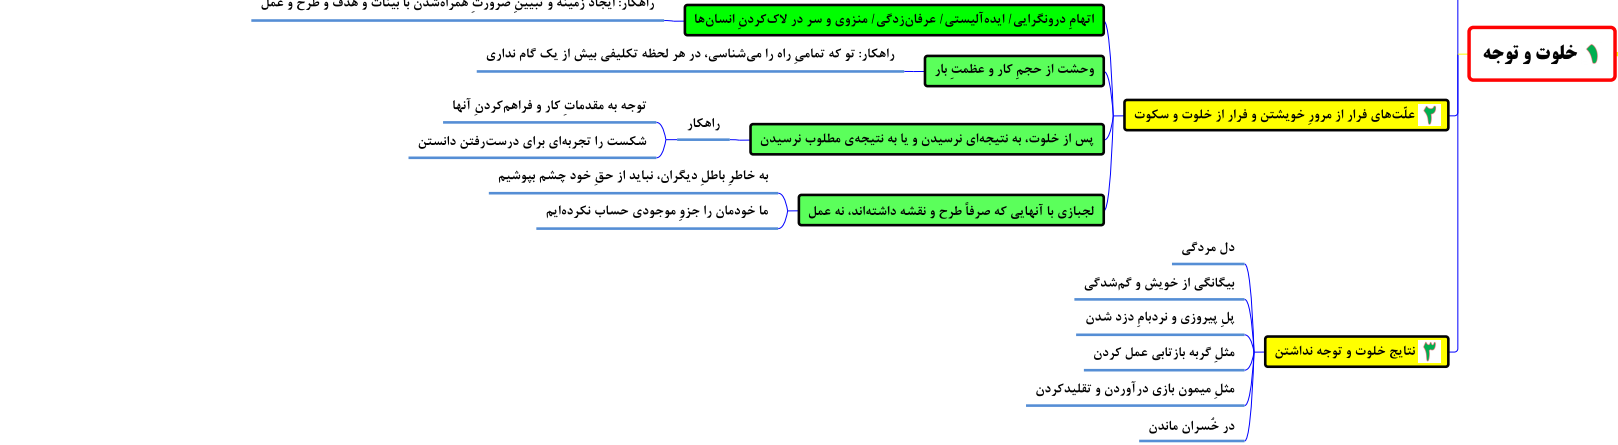 ۱ خلوت و توجه
۲ علّت‌های فرار از مرورِ خویشتن و فرار از خلوت و سکوت
اتهامِ درونگرایی/ ایده‌آلیستی/ عرفان‌زدگی/ منزوی و سر در لاک‌کردنِ انسان‌ها
راهکار: ایجاد زمینه و تبیینِ ضرورتِ همراه‌شدن با بینات و هدف و طرح و عمل
وحشت از حجمِ کار و عظمتِ بار
راهکار: تو که تمامیِ راه را می‌شناسی، در هر لحظه تکلیفی بیش از یک گام نداری
پس از خلوت، به نتیجه‌ای نرسیدن و یا به نتیجه‌ی مطلوب نرسیدن
راهکار
توجه به مقدماتِ کار و فراهم‌کردنِ آنها
شکست را تجربه‌ای برای درست‌رفتن دانستن
لجبازی با آنهایی که صرفاً طرح و نقشه داشته‌اند، نه عمل
به خاطرِ باطلِ دیگران، نباید از حقِ خود چشم بپوشیم
ما خودمان را جزوِ موجودی حساب نکرده‌ایم
۳ نتایج خلوت و توجه نداشتن
دل مردگی
بیگانگی از خویش و گم‌شدگی
پلِ پیروزی و نردبامِ دزد شدن
مثلِ گربه بازتابی عمل کردن
مثلِ میمون بازی درآوردن و تقلیدکردن
در خُسران ماندن